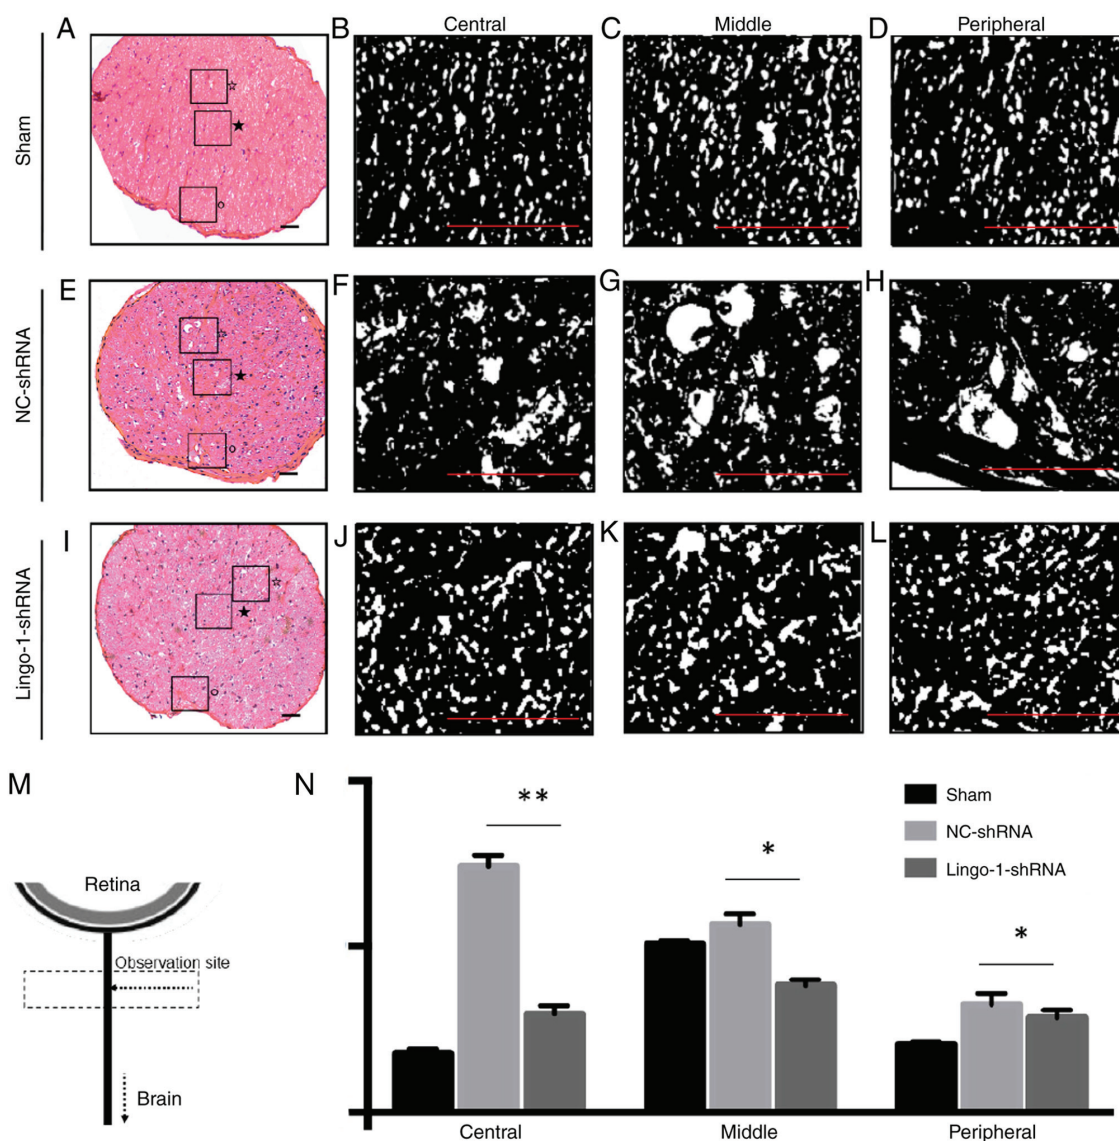 A
B
Central
C
Middle
D
Peripheral
Sham
E
F
G
H
NC-shRNA
I
J
K
L
Lingo-1-shRNA
M
N
Retina
Observation site
Brain
**
*
*
Sham
NC-shRNA
Lingo-1-shRNA
Central
Middle
Peripheral